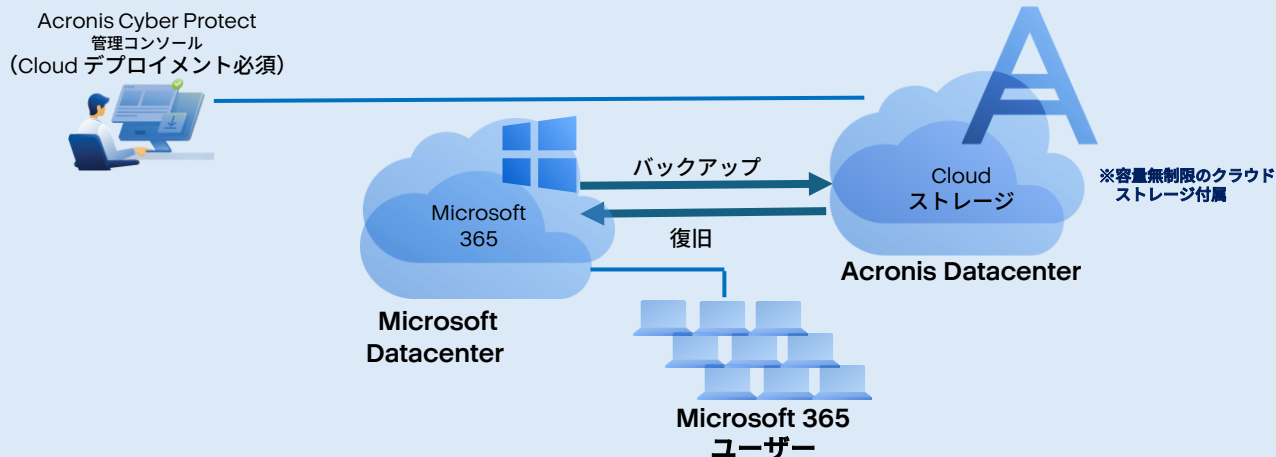 Acronis Cyber Protect
管理コンソール
（Cloud デプロイメント必須）
バックアップ
Cloud
ストレージ
※容量無制限のクラウド
ストレージ付属
Microsoft
365
復旧
Acronis Datacenter
Microsoft
Datacenter
Microsoft 365
ユーザー